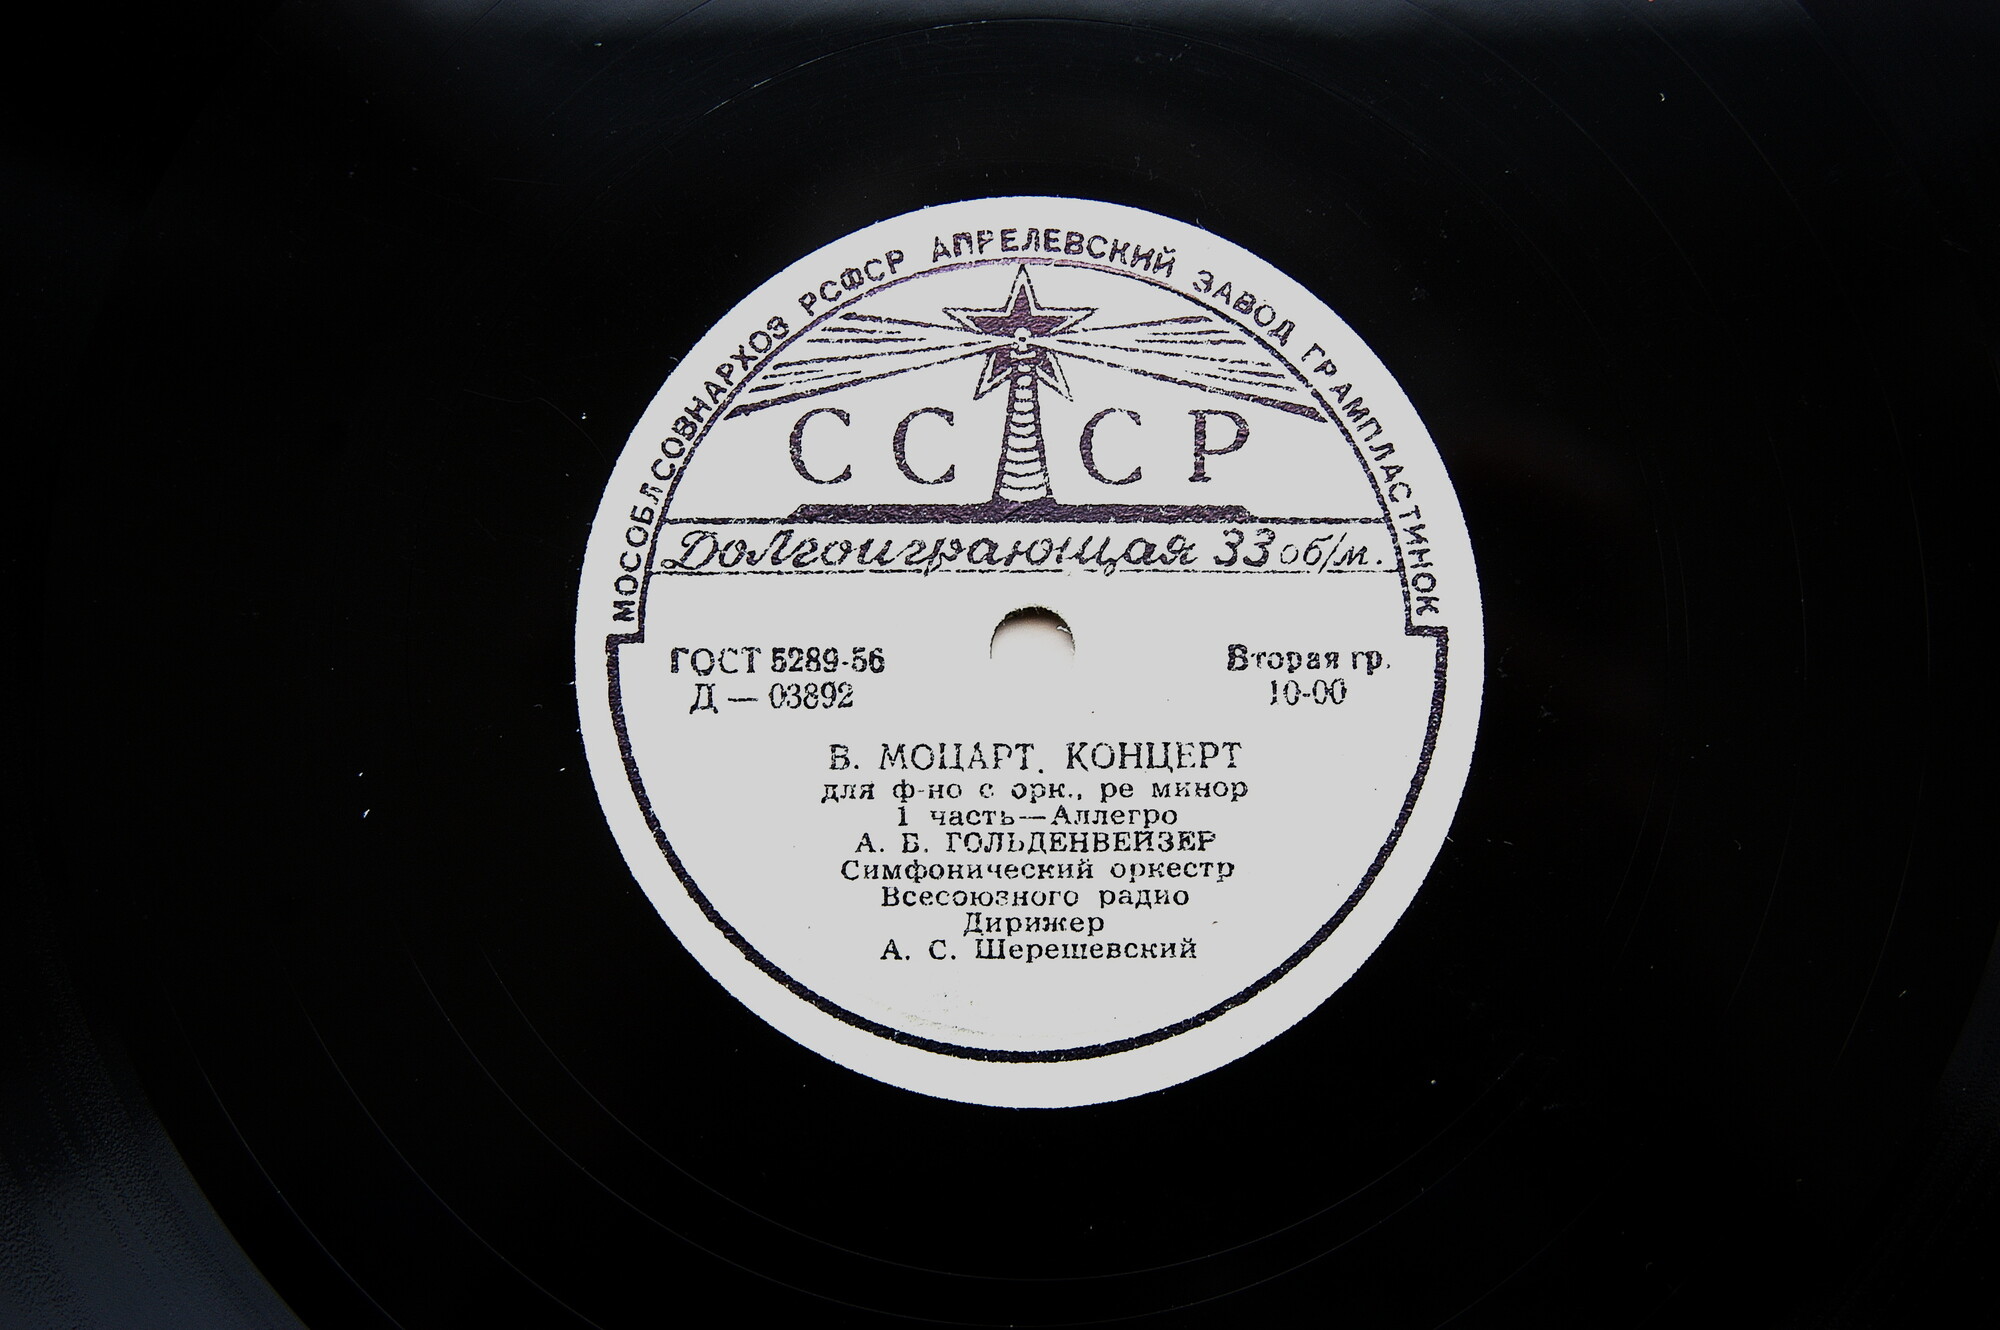 МОСОБЛСОВНАРХОЗ РСФСР АПРЕЛЕВСКИЙ ЗАВОД ГРАМПЛАСТИНОК
СССР
Долгоиграющая 33 об/м.
ГОСТ 5289-56
Д — 03892
Вторая гр.
10-00
В. МОЦАРТ. КОНЦЕРТ
для ф-но с орк., ре минор
1 часть—Аллегро
А. Б. ГОЛЬДЕНВЕЙЗЕР
Симфонический оркестр
Всесоюзного радио
Дирижер
А. С. Шерешевский